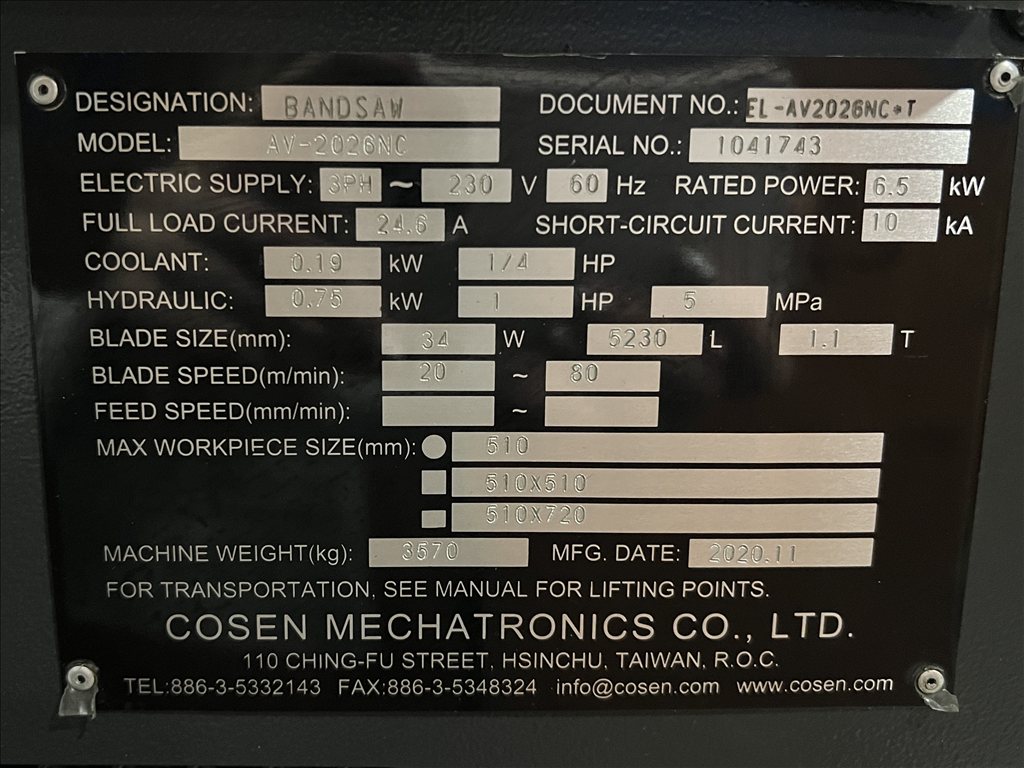 DESIGNATION: BANDSAW DOCUMENT NO.: EL-AV2026NC*T
MODEL: AV-2026NC SERIAL NO.: 1041743
ELECTRIC SUPPLY: 3PH ~ 230 V 60 Hz RATED POWER: 6.5 kW
FULL LOAD CURRENT: 24.6 A SHORT-CIRCUIT CURRENT: 10 kA
COOLANT: 0.19 kW 1/4 HP
HYDRAULIC: 0.75 kW 1 HP 5 MPa
BLADE SIZE(mm): 34 W 5230 L 1.1 T
BLADE SPEED(m/min): 20 ~ 80
FEED SPEED(mm/min): ~
MAX WORKPIECE SIZE(mm): 510
510X510
510X720
MACHINE WEIGHT(kg): 3570 MFG. DATE: 2020.11
FOR TRANSPORTATION, SEE MANUAL FOR LIFTING POINTS.
COSEN MECHATRONICS CO., LTD.
110 CHING-FU STREET, HSINCHU, TAIWAN, R.O.C.
TEL:886-3-5332143 FAX:886-3-5348324 info@cosen.com www.cosen.com